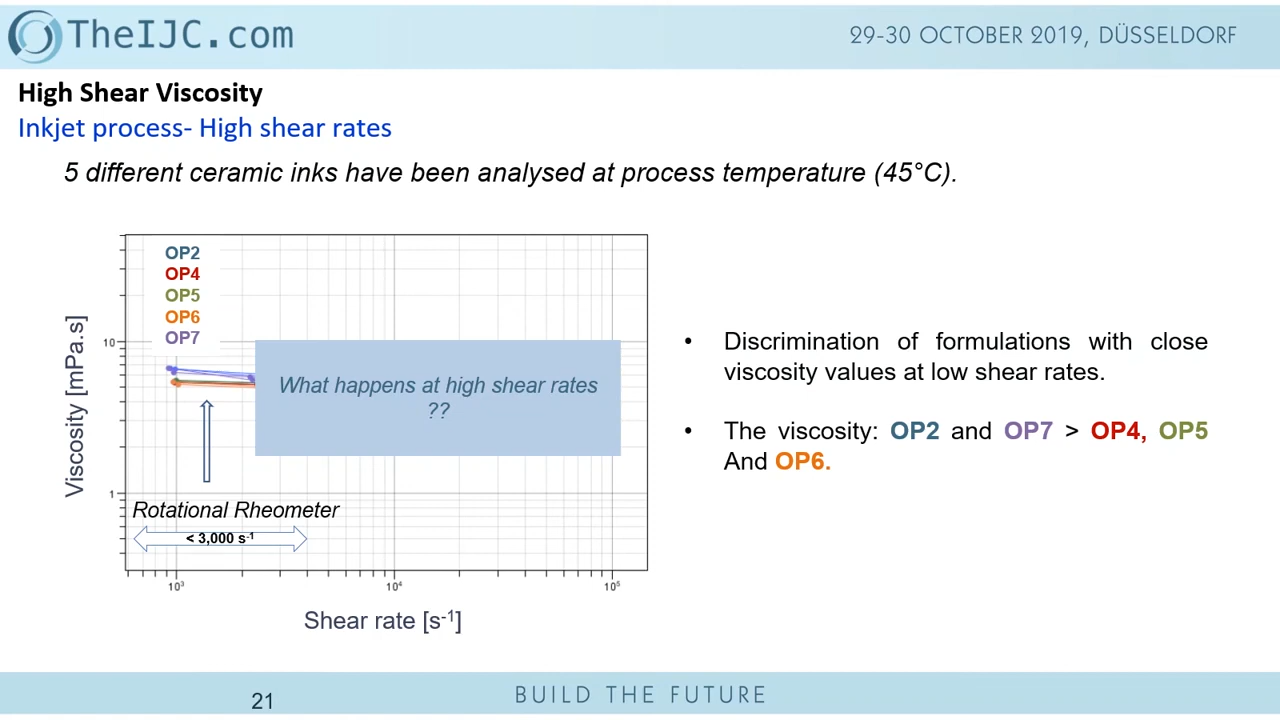 TheIJC.com
29-30 OCTOBER 2019, DÜSSELDORF
High Shear Viscosity
Inkjet process- High shear rates
5 different ceramic inks have been analysed at process temperature (45°C).
OP2
OP4
OP5
OP6
OP7
Viscosity [mPa.s]
10
1
What happens at high shear rates
??
Rotational Rheometer
< 3,000 s⁻¹
10³
10⁴
10⁵
Shear rate [s⁻¹]
• Discrimination of formulations with close
viscosity values at low shear rates.
• The viscosity: OP2 and OP7 > OP4, OP5
And OP6.
21
BUILD THE FUTURE